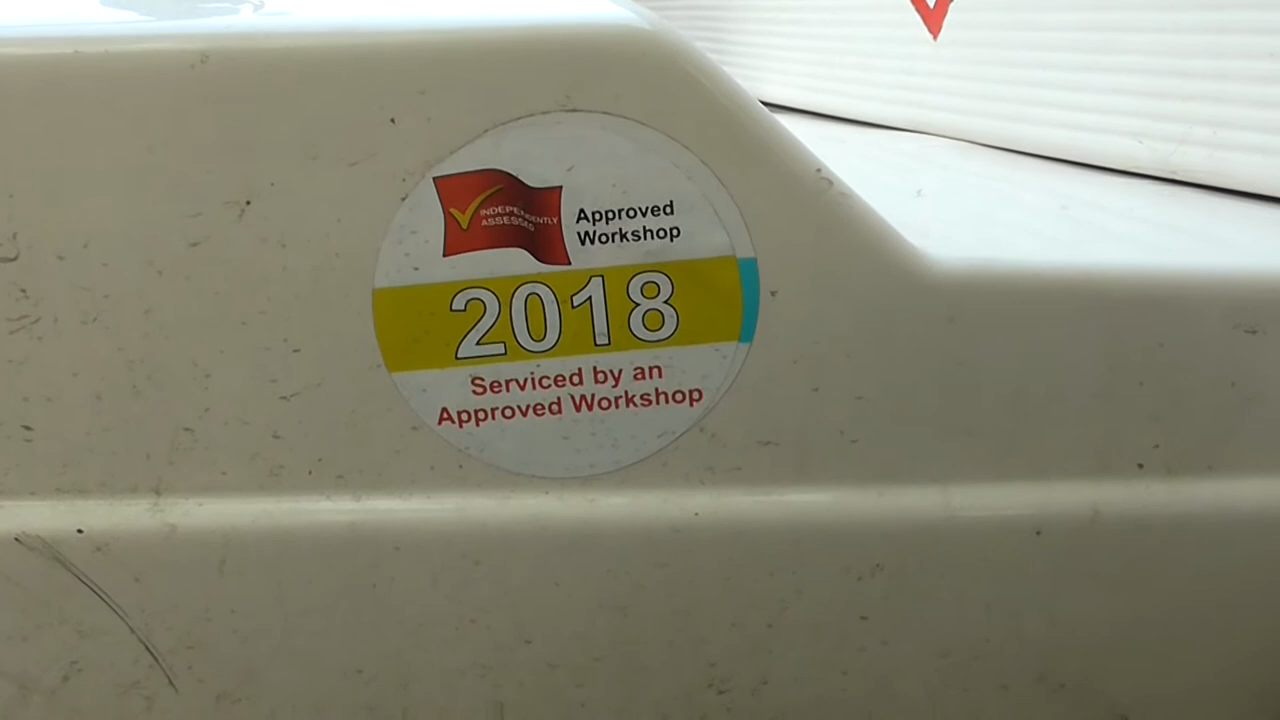 INDEPENDENTLY
ASSESSED
Approved
Workshop
2018
Serviced by an
Approved Workshop